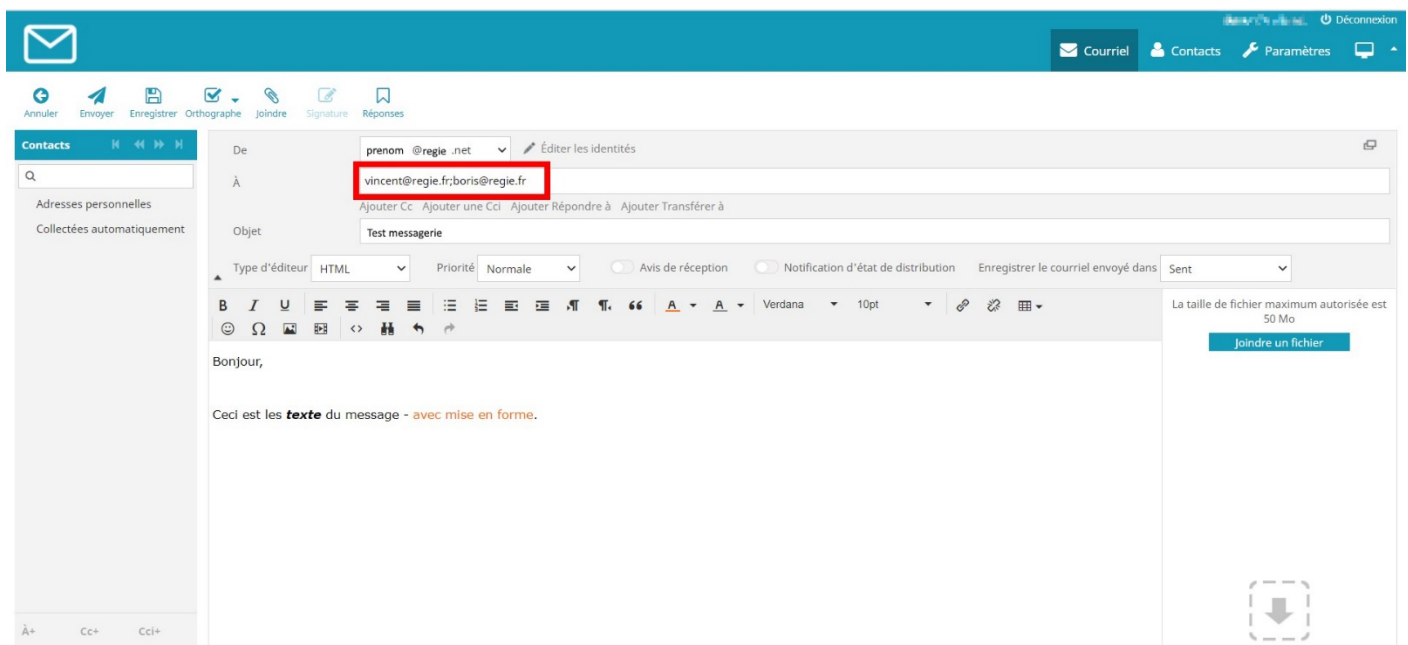 Déconnexion
Courriel Contacts Paramètres
Annuler Envoyer Enregistrer Orthographe Joindre Signature Réponses
Contacts
Adresses personnelles
Collectées automatiquement
De prenom @regie .net Éditer les identités
À vincent@regie.fr;boris@regie.fr
Ajouter Cc Ajouter une Cci Ajouter Répondre à Ajouter Transférer à
Objet Test messagerie
Type d'éditeur HTML Priorité Normale Avis de réception Notification d'état de distribution Enregistrer le courriel envoyé dans Sent
B I U A A Verdana 10pt
Ω
La taille de fichier maximum autorisée est
50 Mo
Joindre un fichier
Bonjour,
Ceci est les texte du message - avec mise en forme.
À+ Cc+ Cci+